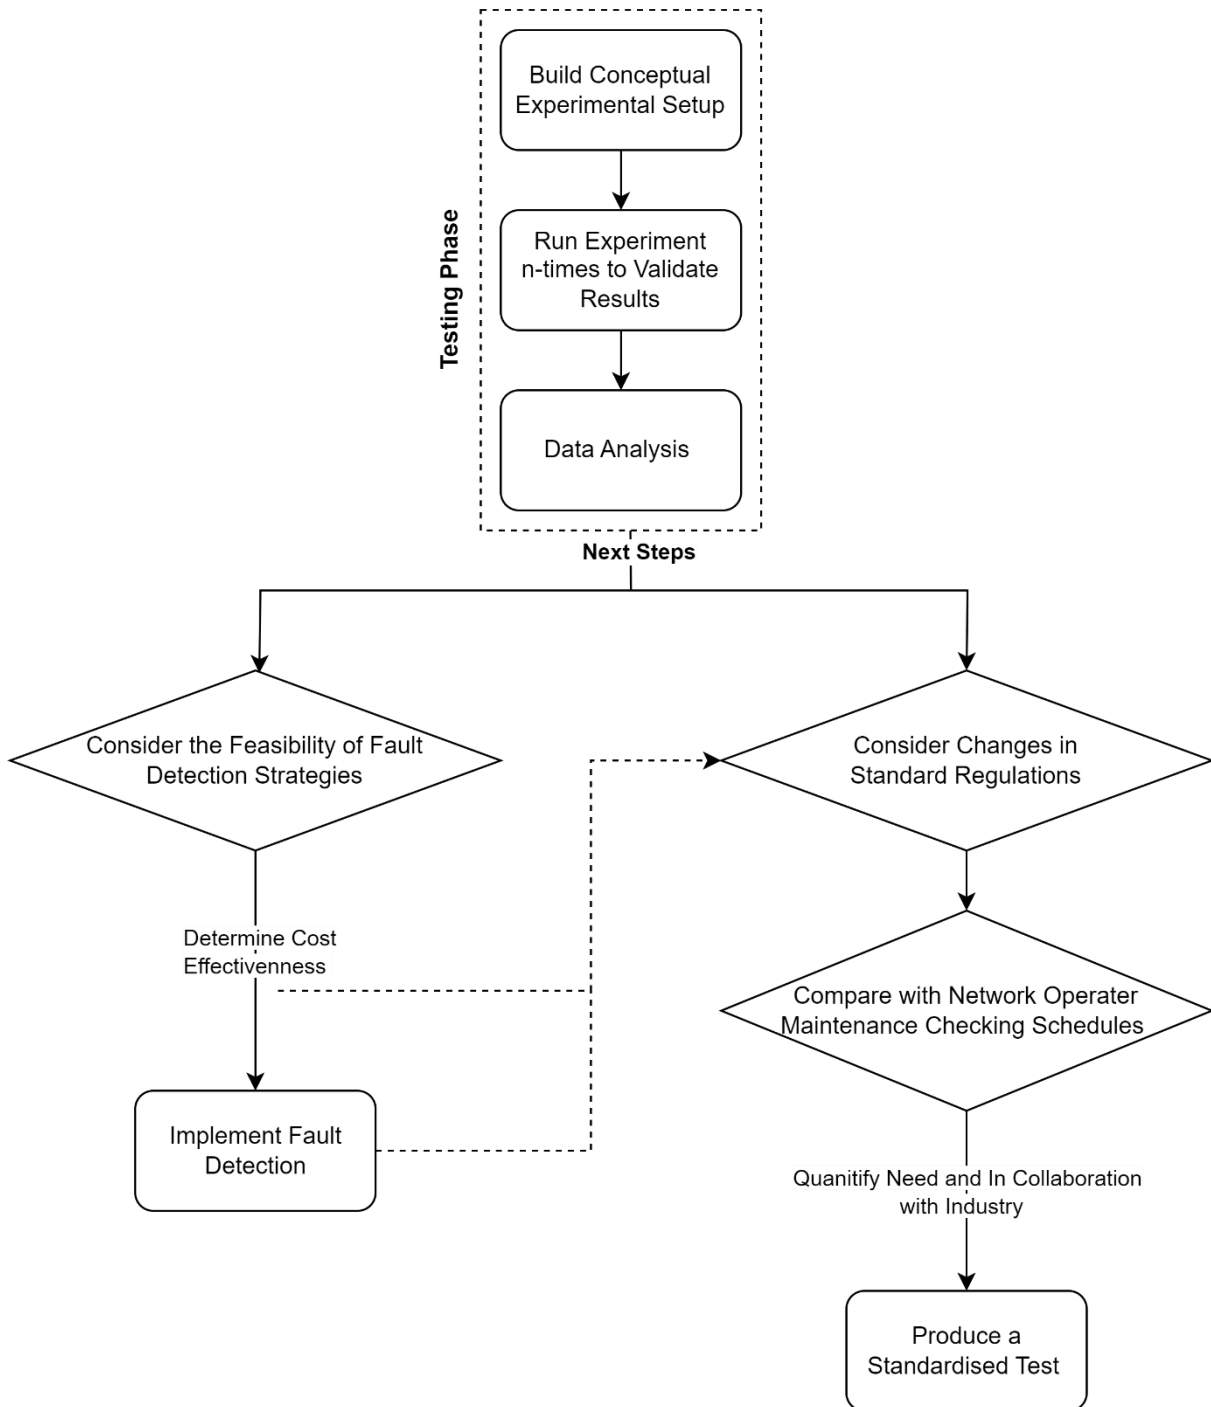 Build Conceptual
Experimental Setup
Testing Phase
Run Experiment
n-times to Validate
Results
Data Analysis
Next Steps
Consider the Feasibility of Fault
Detection Strategies
Consider Changes in
Standard Regulations
Determine Cost
Effectivenness
Compare with Network Operater
Maintenance Checking Schedules
Implement Fault
Detection
Quanitify Need and In Collaboration
with Industry
Produce a
Standardised Test